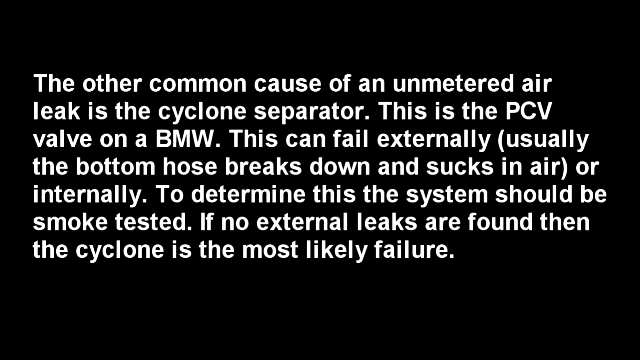 The other common cause of an unmetered air
leak is the cyclone separator. This is the PCV
valve on a BMW. This can fail externally (usually
the bottom hose breaks down and sucks in air) or
internally. To determine this the system should be
smoke tested. If no external leaks are found then
the cyclone is the most likely failure.